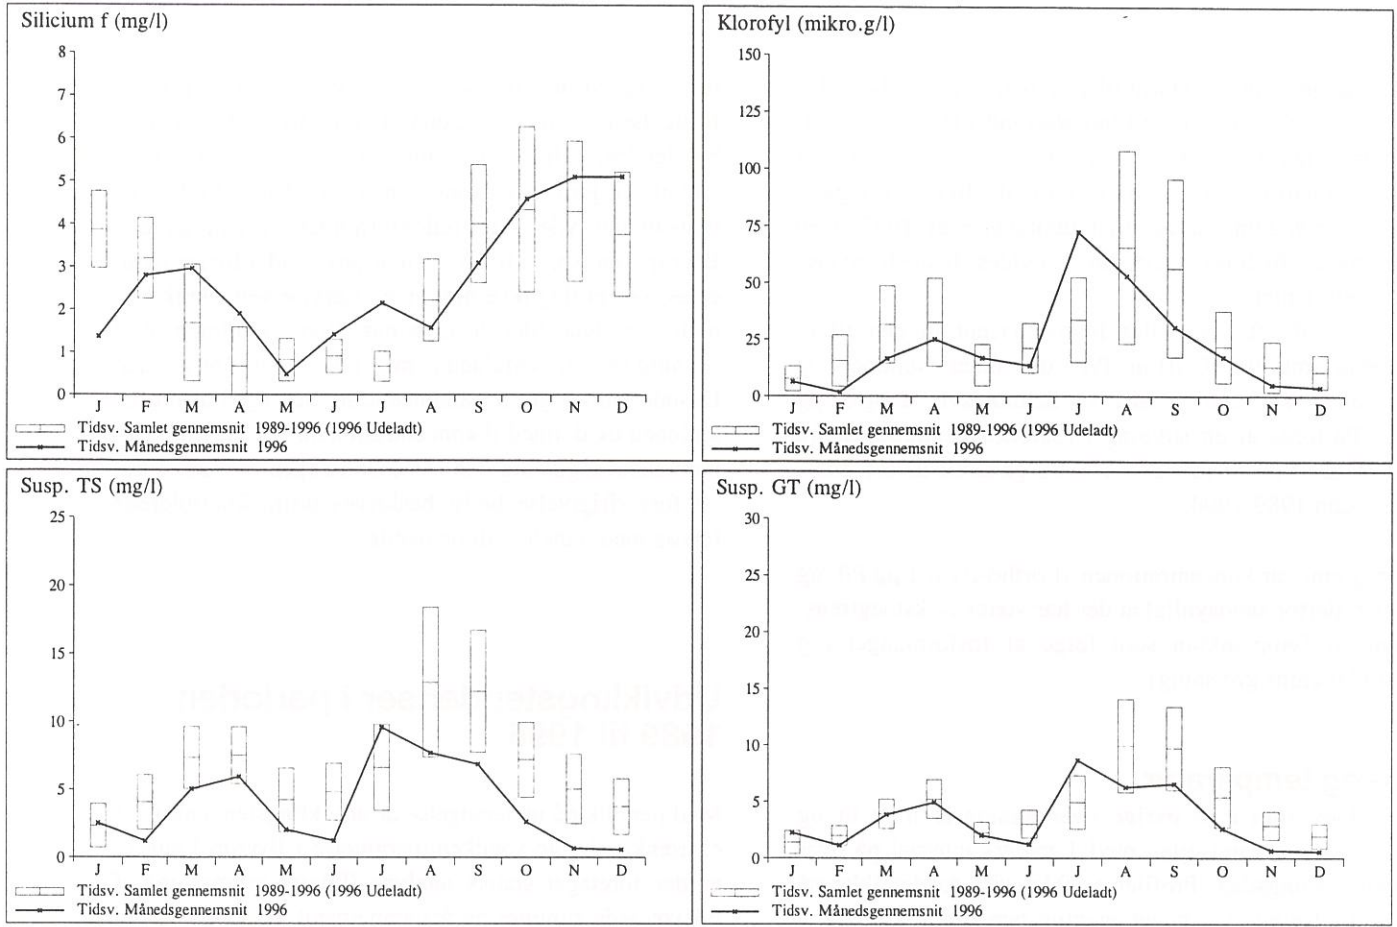 Silicium f (mg/l)
8
7
6
5
4
3
2
1
0
J F M A M J J A S O N D
Tidsv. Samlet gennemsnit 1989-1996 (1996 Udeladt)
Tidsv. Månedsgennemsnit 1996
Klorofyl (mikro.g/l)
150
125
100
75
50
25
0
J F M A M J J A S O N D
Tidsv. Samlet gennemsnit 1989-1996 (1996 Udeladt)
Tidsv. Månedsgennemsnit 1996
Susp. TS (mg/l)
25
20
15
10
5
0
J F M A M J J A S O N D
Tidsv. Samlet gennemsnit 1989-1996 (1996 Udeladt)
Tidsv. Månedsgennemsnit 1996
Susp. GT (mg/l)
30
25
20
15
10
5
0
J F M A M J J A S O N D
Tidsv. Samlet gennemsnit 1989-1996 (1996 Udeladt)
Tidsv. Månedsgennemsnit 1996